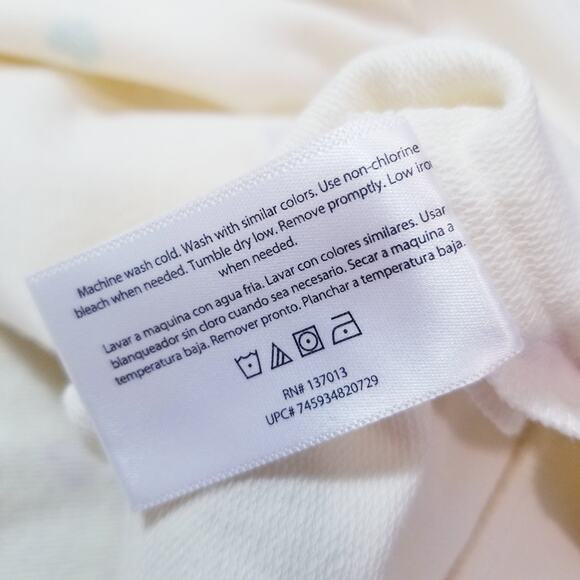 Machine wash cold. Wash with similar colors. Use non-chlorine
bleach when needed. Tumble dry low. Remove promptly. Low iron
when needed.
Lavar a maquina con agua fria. Lavar con colores similares. Usar
blanqueador sin cloro cuando sea necesario. Secar a maquina a
temperatura baja. Remover pronto. Planchar a temperatura baja.
RN# 137013
UPC# 745934820729